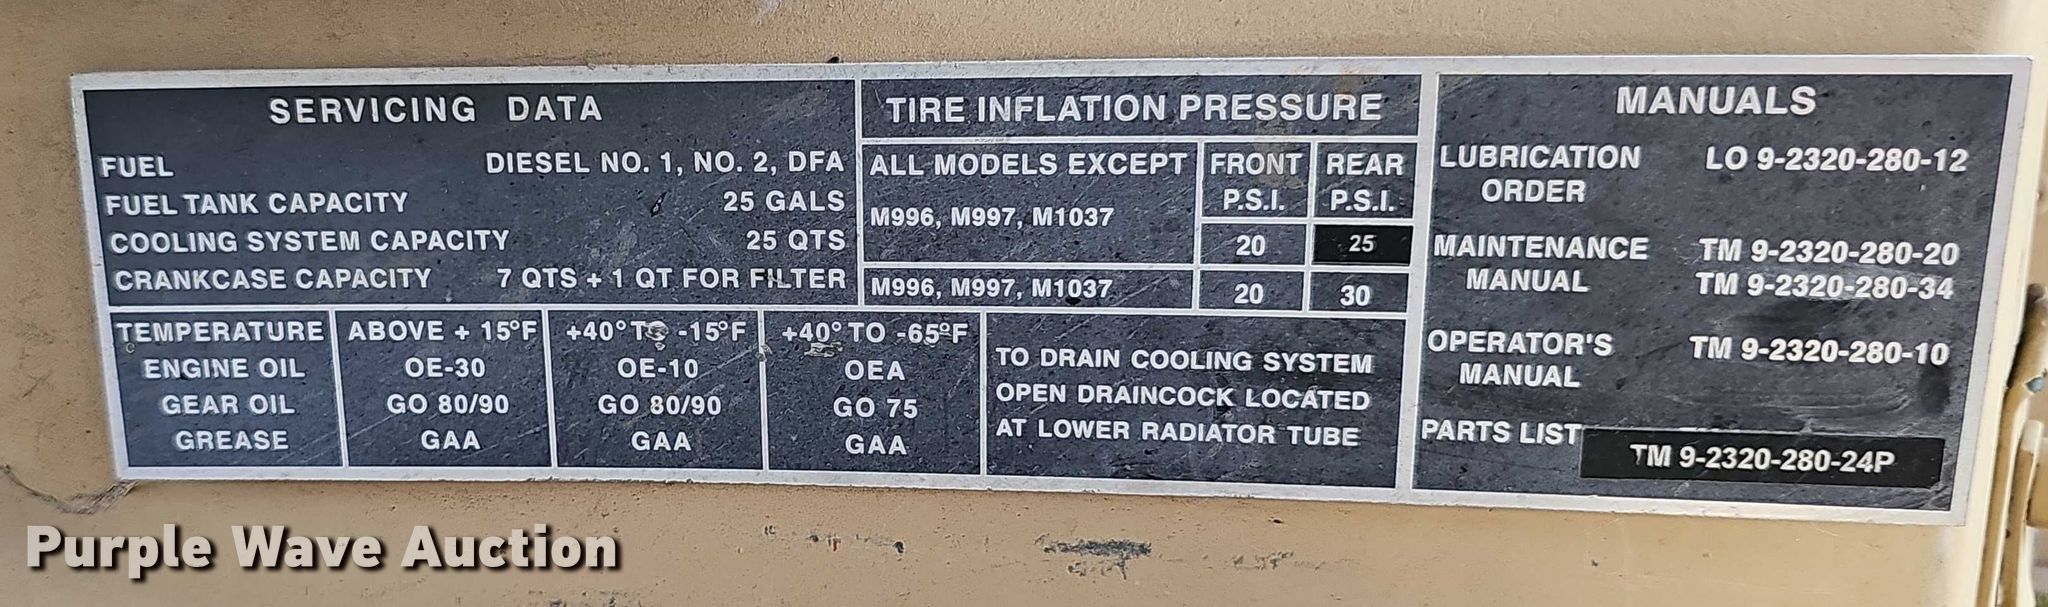 SERVICING DATA
FUEL DIESEL NO. 1, NO. 2, DFA
FUEL TANK CAPACITY 25 GALS
COOLING SYSTEM CAPACITY 25 QTS
CRANKCASE CAPACITY 7 QTS + 1 QT FOR FILTER
TIRE INFLATION PRESSURE
ALL MODELS EXCEPT FRONT REAR
P.S.I. P.S.I.
M996, M997, M1037
20 25
M996, M997, M1037 20 30
TEMPERATURE ABOVE + 15°F +40° TO -15°F +40° TO -65°F
ENGINE OIL OE-30 OE-10 OEA
GEAR OIL GO 80/90 GO 80/90 GO 75
GREASE GAA GAA GAA
TO DRAIN COOLING SYSTEM
OPEN DRAINCOCK LOCATED
AT LOWER RADIATOR TUBE
MANUALS
LUBRICATION LO 9-2320-280-12
ORDER
MAINTENANCE TM 9-2320-280-20
MANUAL TM 9-2320-280-34
OPERATOR'S TM 9-2320-280-10
MANUAL
PARTS LIST
TM 9-2320-280-24P
Purple Wave Auction